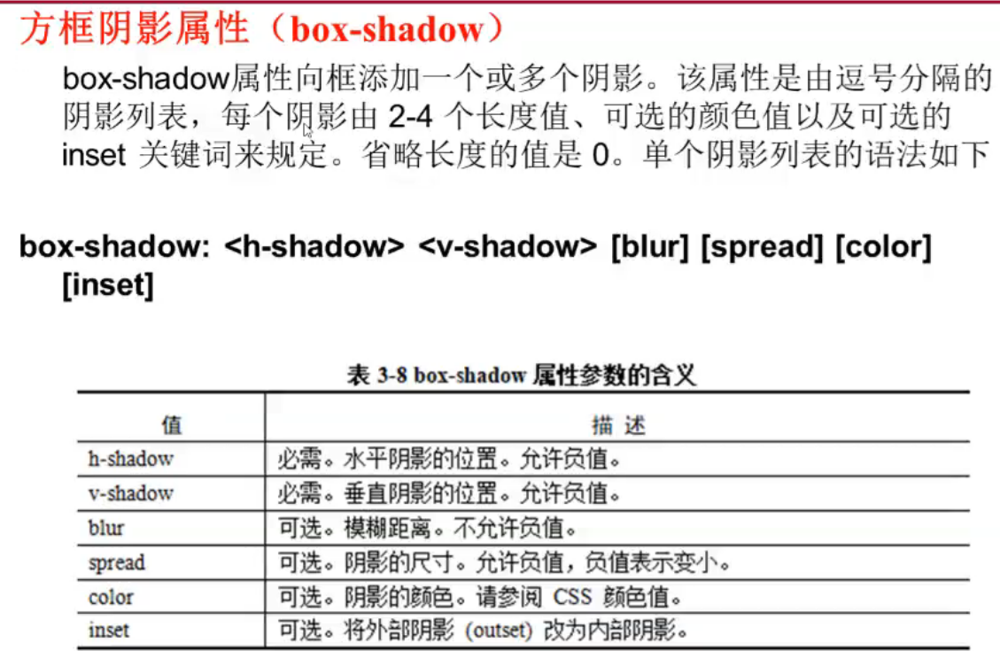 方框阴影属性（box-shadow）
box-shadow属性向框添加一个或多个阴影。该属性是由逗号分隔的
阴影列表，每个阴影由 2-4 个长度值、可选的颜色值以及可选的
inset 关键词来规定。省略长度的值是 0。单个阴影列表的语法如下
box-shadow: <h-shadow> <v-shadow> [blur] [spread] [color]
[inset]
表 3-8 box-shadow 属性参数的含义
值 描 述
h-shadow 必需。水平阴影的位置。允许负值。
v-shadow 必需。垂直阴影的位置。允许负值。
blur 可选。模糊距离。不允许负值。
spread 可选。阴影的尺寸。允许负值，负值表示变小。
color 可选。阴影的颜色。请参阅 CSS 颜色值。
inset 可选。将外部阴影 (outset) 改为内部阴影。